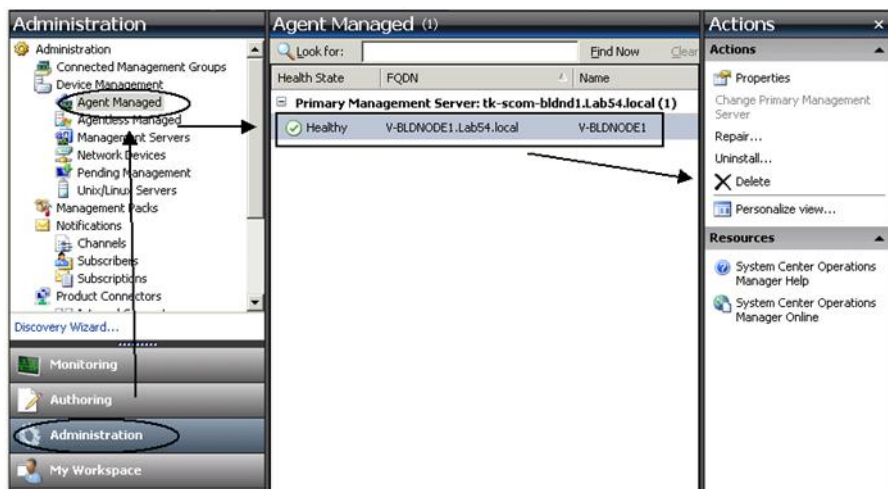 Administration
Administration
Connected Management Groups
Device Management
Agent Managed
Agentless Managed
Management Servers
Network Devices
Pending Management
Unix/Linux Servers
Management Packs
Notifications
Channels
Subscribers
Subscriptions
Product Connectors
Discovery Wizard...
Monitoring
Authoring
Administration
My Workspace
Agent Managed (1)
Look for:
Find Now
Clear
Health State
FQDN
Name
Primary Management Server: tk-scom-bldnd1.Lab54.local (1)
Healthy
V-BLDNODE1.Lab54.local
V-BLDNODE1
Actions
Actions
Properties
Change Primary Management
Server
Repair...
Uninstall...
Delete
Personalize view...
Resources
System Center Operations
Manager Help
System Center Operations
Manager Online